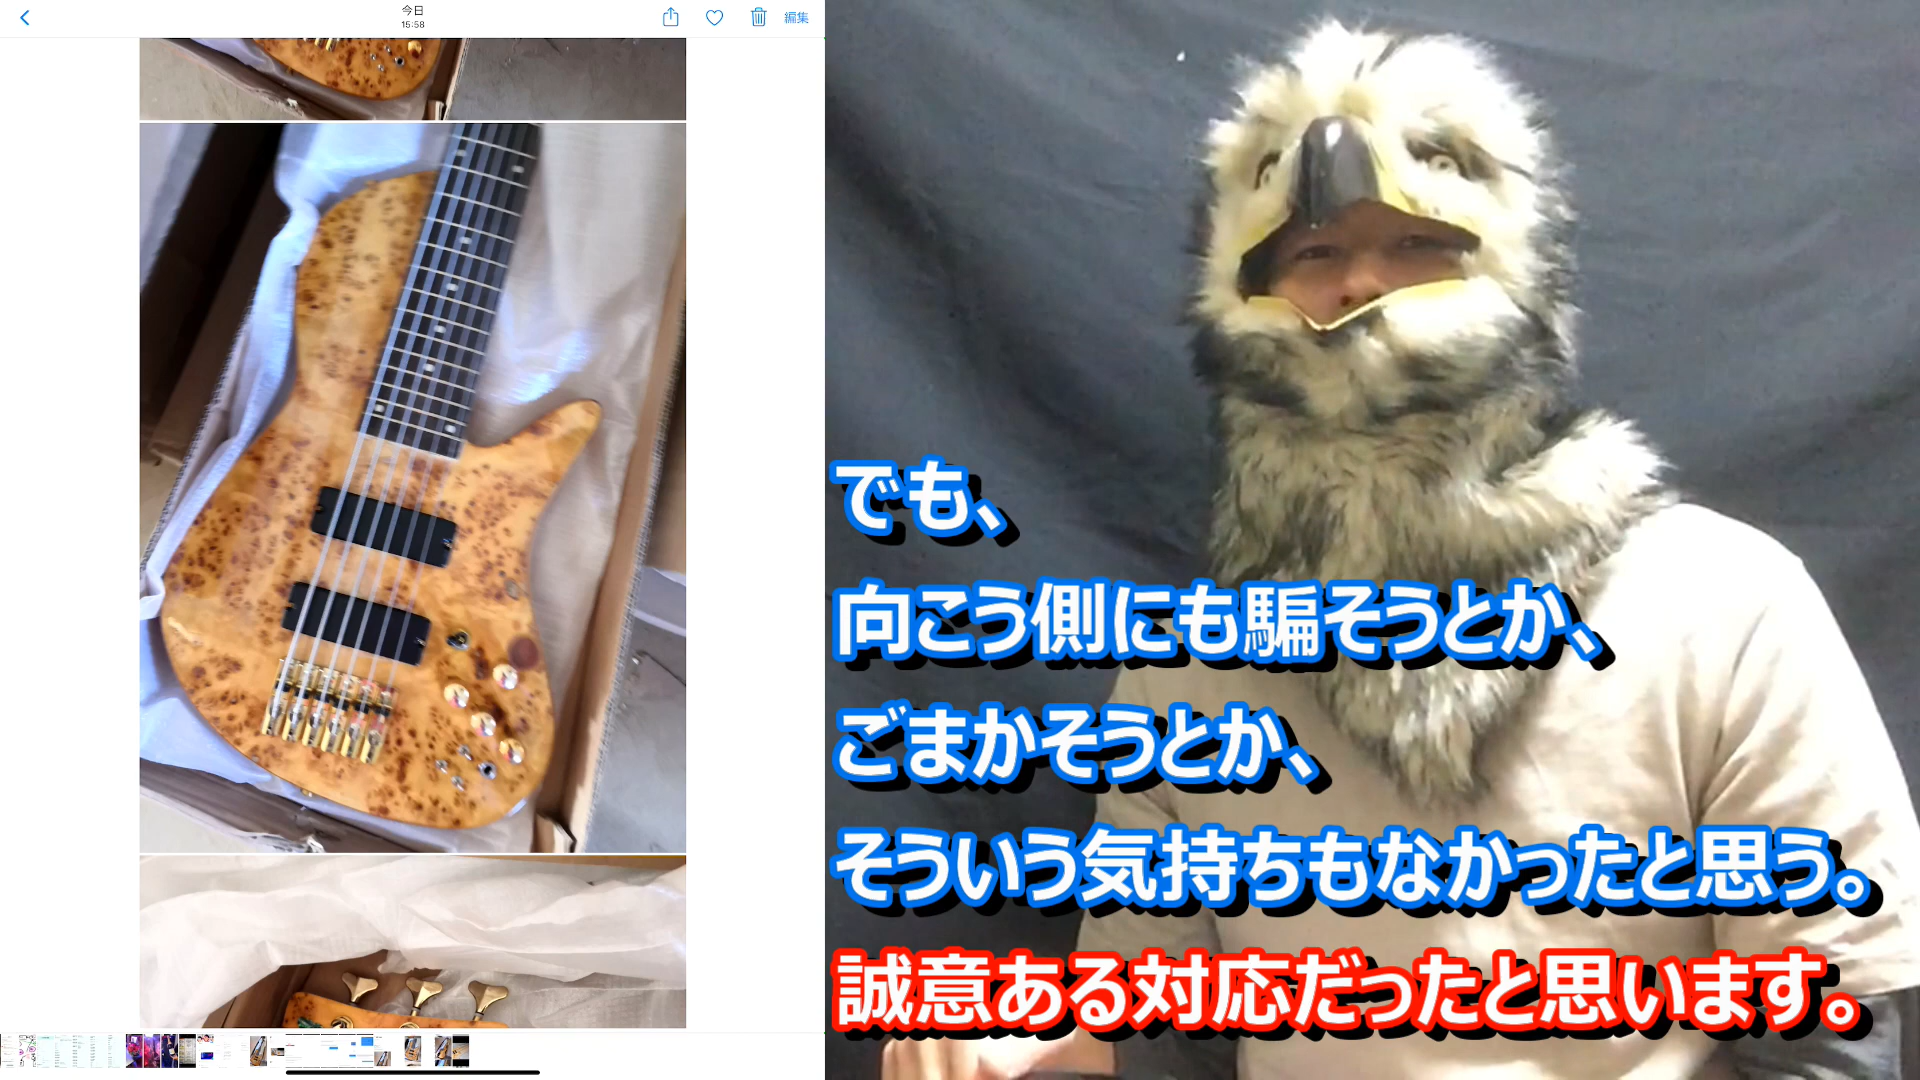 今日
15:58
編集
でも、
向こう側にも騙そうとか、
ごまかそうとか、
そういう気持ちもなかったと思う。
誠意ある対応だったと思います。